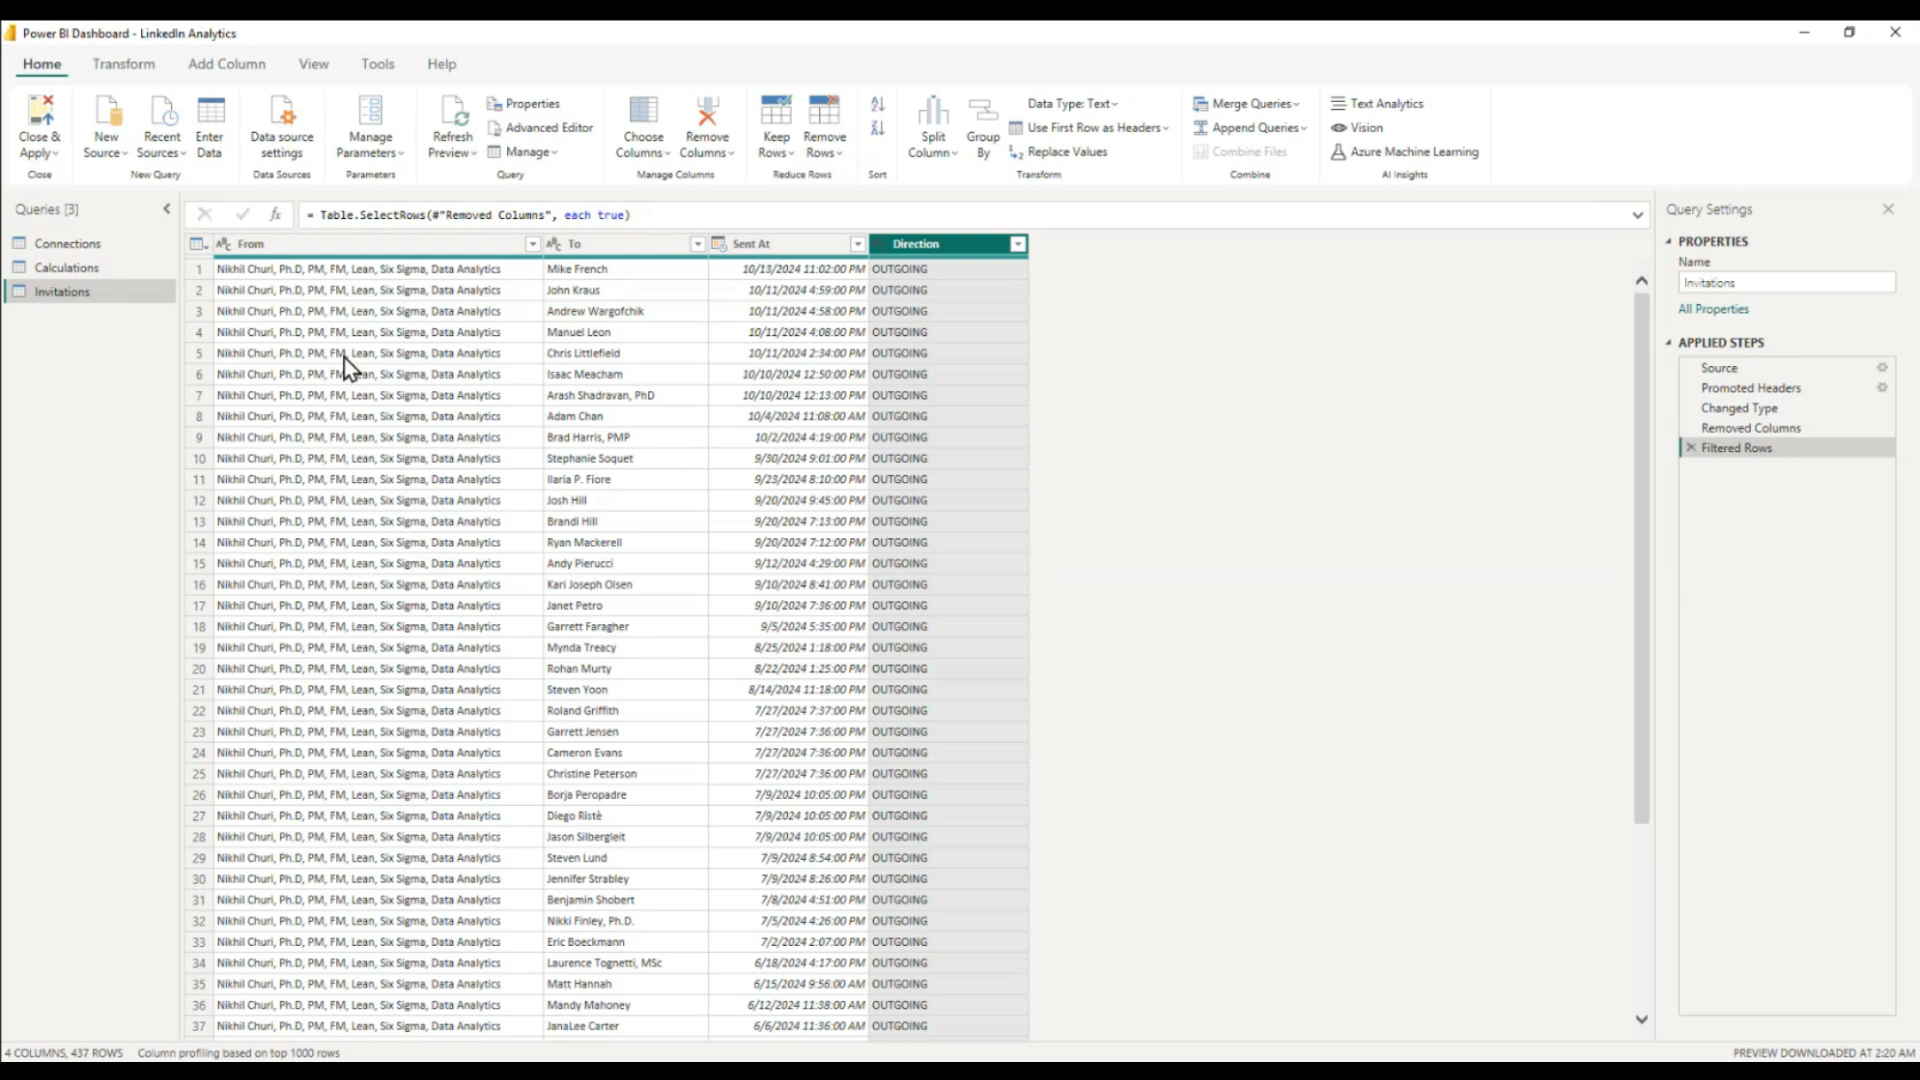 Power BI Dashboard - LinkedIn Analytics
Home Transform Add Column View Tools Help
Close & Apply
New Source
Recent Sources
Enter Data
Data source settings
Manage Parameters
Refresh Preview
Properties
Advanced Editor
Manage
Choose Columns
Remove Columns
Keep Rows
Remove Rows
Split Column
Group By
Data Type: Text
Use First Row as Headers
Replace Values
Merge Queries
Append Queries
Combine Files
Text Analytics
Vision
Azure Machine Learning
Close New Query Data Sources Parameters Query Manage Columns Reduce Rows Sort Transform Combine AI Insights
Queries [3]
Connections
Calculations
Invitations
= Table.SelectRows(#"Removed Columns", each true)
From To Sent At Direction
1 Nikhil Churi, Ph.D, PM, FM, Lean, Six Sigma, Data Analytics Mike French 10/13/2024 11:02:00 PM OUTGOING
2 Nikhil Churi, Ph.D, PM, FM, Lean, Six Sigma, Data Analytics John Kraus 10/11/2024 4:59:00 PM OUTGOING
3 Nikhil Churi, Ph.D, PM, FM, Lean, Six Sigma, Data Analytics Andrew Wargofchik 10/11/2024 4:58:00 PM OUTGOING
4 Nikhil Churi, Ph.D, PM, FM, Lean, Six Sigma, Data Analytics Manuel Leon 10/11/2024 4:08:00 PM OUTGOING
5 Nikhil Churi, Ph.D, PM, FM, Lean, Six Sigma, Data Analytics Chris Littlefield 10/11/2024 2:34:00 PM OUTGOING
6 Nikhil Churi, Ph.D, PM, FM, Lean, Six Sigma, Data Analytics Isaac Meacham 10/10/2024 12:50:00 PM OUTGOING
7 Nikhil Churi, Ph.D, PM, FM, Lean, Six Sigma, Data Analytics Arash Shadravan, PhD 10/10/2024 12:13:00 PM OUTGOING
8 Nikhil Churi, Ph.D, PM, FM, Lean, Six Sigma, Data Analytics Adam Chan 10/4/2024 11:08:00 AM OUTGOING
9 Nikhil Churi, Ph.D, PM, FM, Lean, Six Sigma, Data Analytics Brad Harris, PMP 10/2/2024 4:19:00 PM OUTGOING
10 Nikhil Churi, Ph.D, PM, FM, Lean, Six Sigma, Data Analytics Stephanie Soquet 9/30/2024 9:01:00 PM OUTGOING
11 Nikhil Churi, Ph.D, PM, FM, Lean, Six Sigma, Data Analytics Ilaria P. Fiore 9/23/2024 8:10:00 PM OUTGOING
12 Nikhil Churi, Ph.D, PM, FM, Lean, Six Sigma, Data Analytics Josh Hill 9/20/2024 9:45:00 PM OUTGOING
13 Nikhil Churi, Ph.D, PM, FM, Lean, Six Sigma, Data Analytics Brandi Hill 9/20/2024 7:13:00 PM OUTGOING
14 Nikhil Churi, Ph.D, PM, FM, Lean, Six Sigma, Data Analytics Ryan Mackerell 9/20/2024 7:12:00 PM OUTGOING
15 Nikhil Churi, Ph.D, PM, FM, Lean, Six Sigma, Data Analytics Andy Pierucci 9/12/2024 4:29:00 PM OUTGOING
16 Nikhil Churi, Ph.D, PM, FM, Lean, Six Sigma, Data Analytics Kari Joseph Olsen 9/10/2024 8:41:00 PM OUTGOING
17 Nikhil Churi, Ph.D, PM, FM, Lean, Six Sigma, Data Analytics Janet Petro 9/10/2024 7:36:00 PM OUTGOING
18 Nikhil Churi, Ph.D, PM, FM, Lean, Six Sigma, Data Analytics Garrett Faragher 9/5/2024 5:35:00 PM OUTGOING
19 Nikhil Churi, Ph.D, PM, FM, Lean, Six Sigma, Data Analytics Mynda Treacy 8/25/2024 1:18:00 PM OUTGOING
20 Nikhil Churi, Ph.D, PM, FM, Lean, Six Sigma, Data Analytics Rohan Murty 8/22/2024 1:25:00 PM OUTGOING
21 Nikhil Churi, Ph.D, PM, FM, Lean, Six Sigma, Data Analytics Steven Yoon 8/14/2024 11:18:00 PM OUTGOING
22 Nikhil Churi, Ph.D, PM, FM, Lean, Six Sigma, Data Analytics Roland Griffith 7/27/2024 7:37:00 PM OUTGOING
23 Nikhil Churi, Ph.D, PM, FM, Lean, Six Sigma, Data Analytics Garrett Jensen 7/27/2024 7:36:00 PM OUTGOING
24 Nikhil Churi, Ph.D, PM, FM, Lean, Six Sigma, Data Analytics Cameron Evans 7/27/2024 7:36:00 PM OUTGOING
25 Nikhil Churi, Ph.D, PM, FM, Lean, Six Sigma, Data Analytics Christine Peterson 7/27/2024 7:36:00 PM OUTGOING
26 Nikhil Churi, Ph.D, PM, FM, Lean, Six Sigma, Data Analytics Borja Peropadre 7/9/2024 10:05:00 PM OUTGOING
27 Nikhil Churi, Ph.D, PM, FM, Lean, Six Sigma, Data Analytics Diego Ristè 7/9/2024 10:05:00 PM OUTGOING
28 Nikhil Churi, Ph.D, PM, FM, Lean, Six Sigma, Data Analytics Jason Silbergleit 7/9/2024 10:05:00 PM OUTGOING
29 Nikhil Churi, Ph.D, PM, FM, Lean, Six Sigma, Data Analytics Steven Lund 7/9/2024 8:54:00 PM OUTGOING
30 Nikhil Churi, Ph.D, PM, FM, Lean, Six Sigma, Data Analytics Jennifer Strabley 7/9/2024 8:26:00 PM OUTGOING
31 Nikhil Churi, Ph.D, PM, FM, Lean, Six Sigma, Data Analytics Benjamin Shobert 7/8/2024 4:51:00 PM OUTGOING
32 Nikhil Churi, Ph.D, PM, FM, Lean, Six Sigma, Data Analytics Nikki Finley, Ph.D. 7/5/2024 4:26:00 PM OUTGOING
33 Nikhil Churi, Ph.D, PM, FM, Lean, Six Sigma, Data Analytics Eric Boeckmann 7/2/2024 2:07:00 PM OUTGOING
34 Nikhil Churi, Ph.D, PM, FM, Lean, Six Sigma, Data Analytics Laurence Tognetti, MSc 6/18/2024 4:17:00 PM OUTGOING
35 Nikhil Churi, Ph.D, PM, FM, Lean, Six Sigma, Data Analytics Matt Hannah 6/15/2024 9:56:00 AM OUTGOING
36 Nikhil Churi, Ph.D, PM, FM, Lean, Six Sigma, Data Analytics Mandy Mahoney 6/12/2024 11:38:00 AM OUTGOING
37 Nikhil Churi, Ph.D, PM, FM, Lean, Six Sigma, Data Analytics JanaLee Carter 6/6/2024 11:36:00 AM OUTGOING
Query Settings
PROPERTIES
Name
Invitations
All Properties
APPLIED STEPS
Source
Promoted Headers
Changed Type
Removed Columns
Filtered Rows
4 COLUMNS, 437 ROWS Column profiling based on top 1000 rows
PREVIEW DOWNLOADED AT 2:20 AM